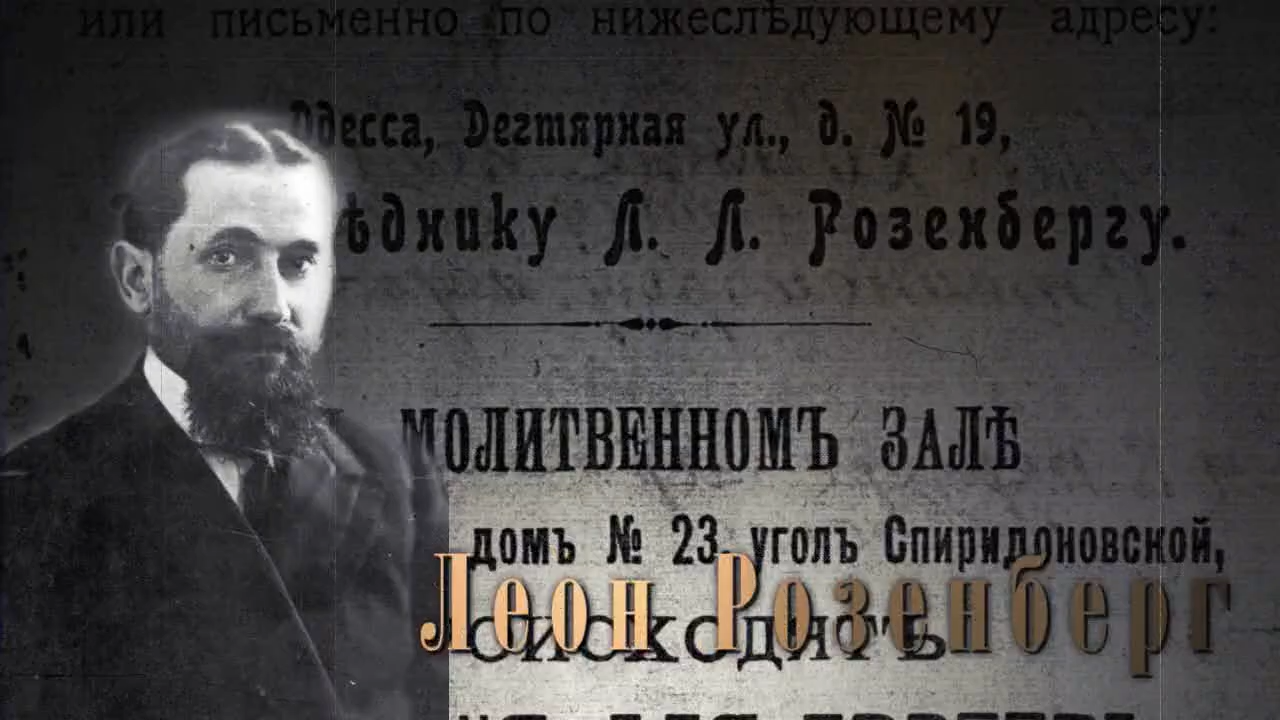 или письменно по нижеслѣдующему адресу:
Одесса, Дегтярная ул., д. № 19,
ѣднику Л. Л. Розенбергу.
МОЛИТВЕННОМЪ ЗАЛѢ
домъ № 23, уголъ Спиридоновской,
Леон Розенберг
оисходятъ